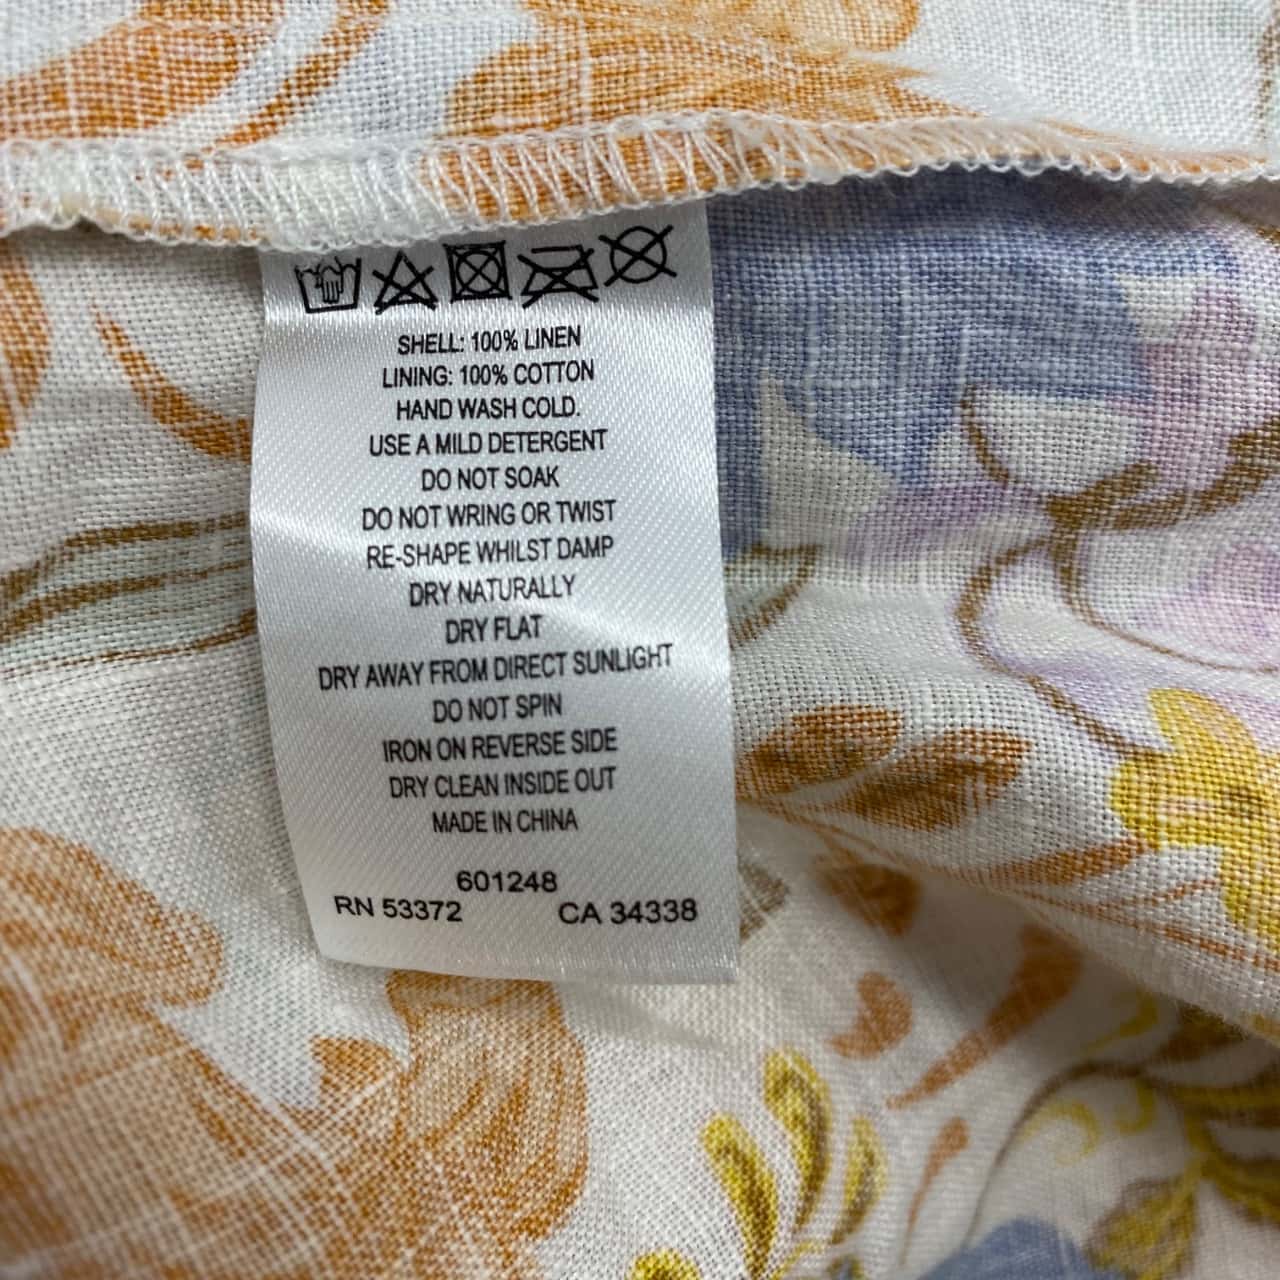 SHELL: 100% LINEN
LINING: 100% COTTON
HAND WASH COLD.
USE A MILD DETERGENT
DO NOT SOAK
DO NOT WRING OR TWIST
RE-SHAPE WHILST DAMP
DRY NATURALLY
DRY FLAT
DRY AWAY FROM DIRECT SUNLIGHT
DO NOT SPIN
IRON ON REVERSE SIDE
DRY CLEAN INSIDE OUT
MADE IN CHINA
601248
RN 53372 CA 34338